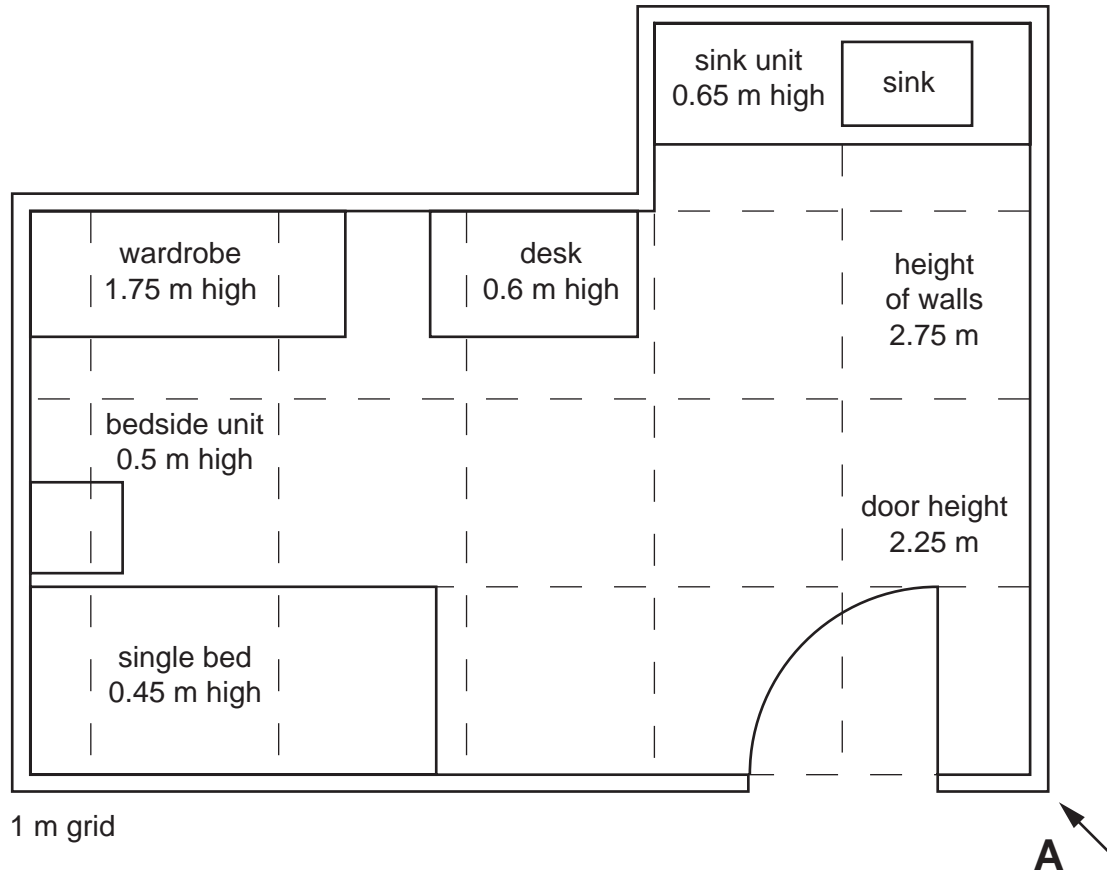 sink unit
0.65 m high
sink
wardrobe
1.75 m high
desk
0.6 m high
height
of walls
2.75 m
bedside unit
0.5 m high
door height
2.25 m
single bed
0.45 m high
1 m grid
A